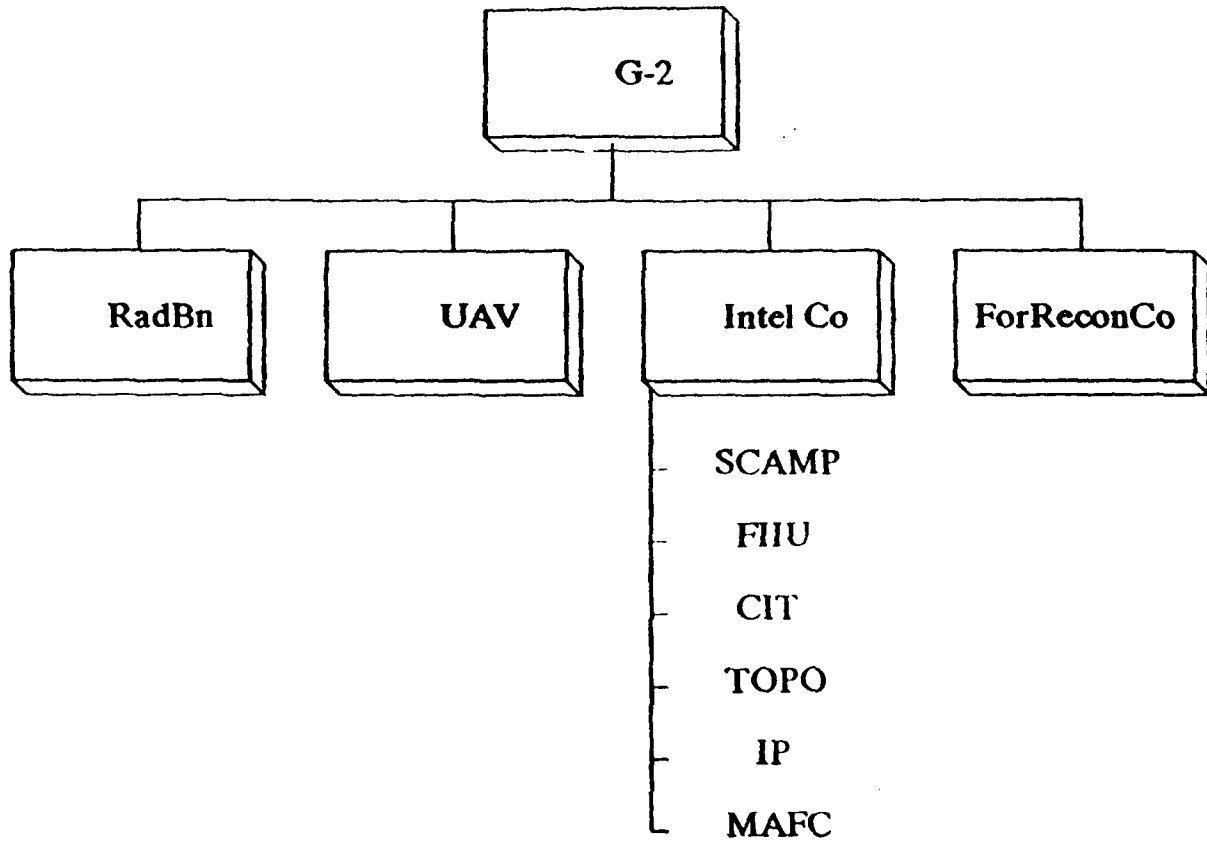 G-2
RadBn
UAV
Intel Co
ForReconCo
SCAMP
FIIU
CIT
TOPO
IP
MAFC